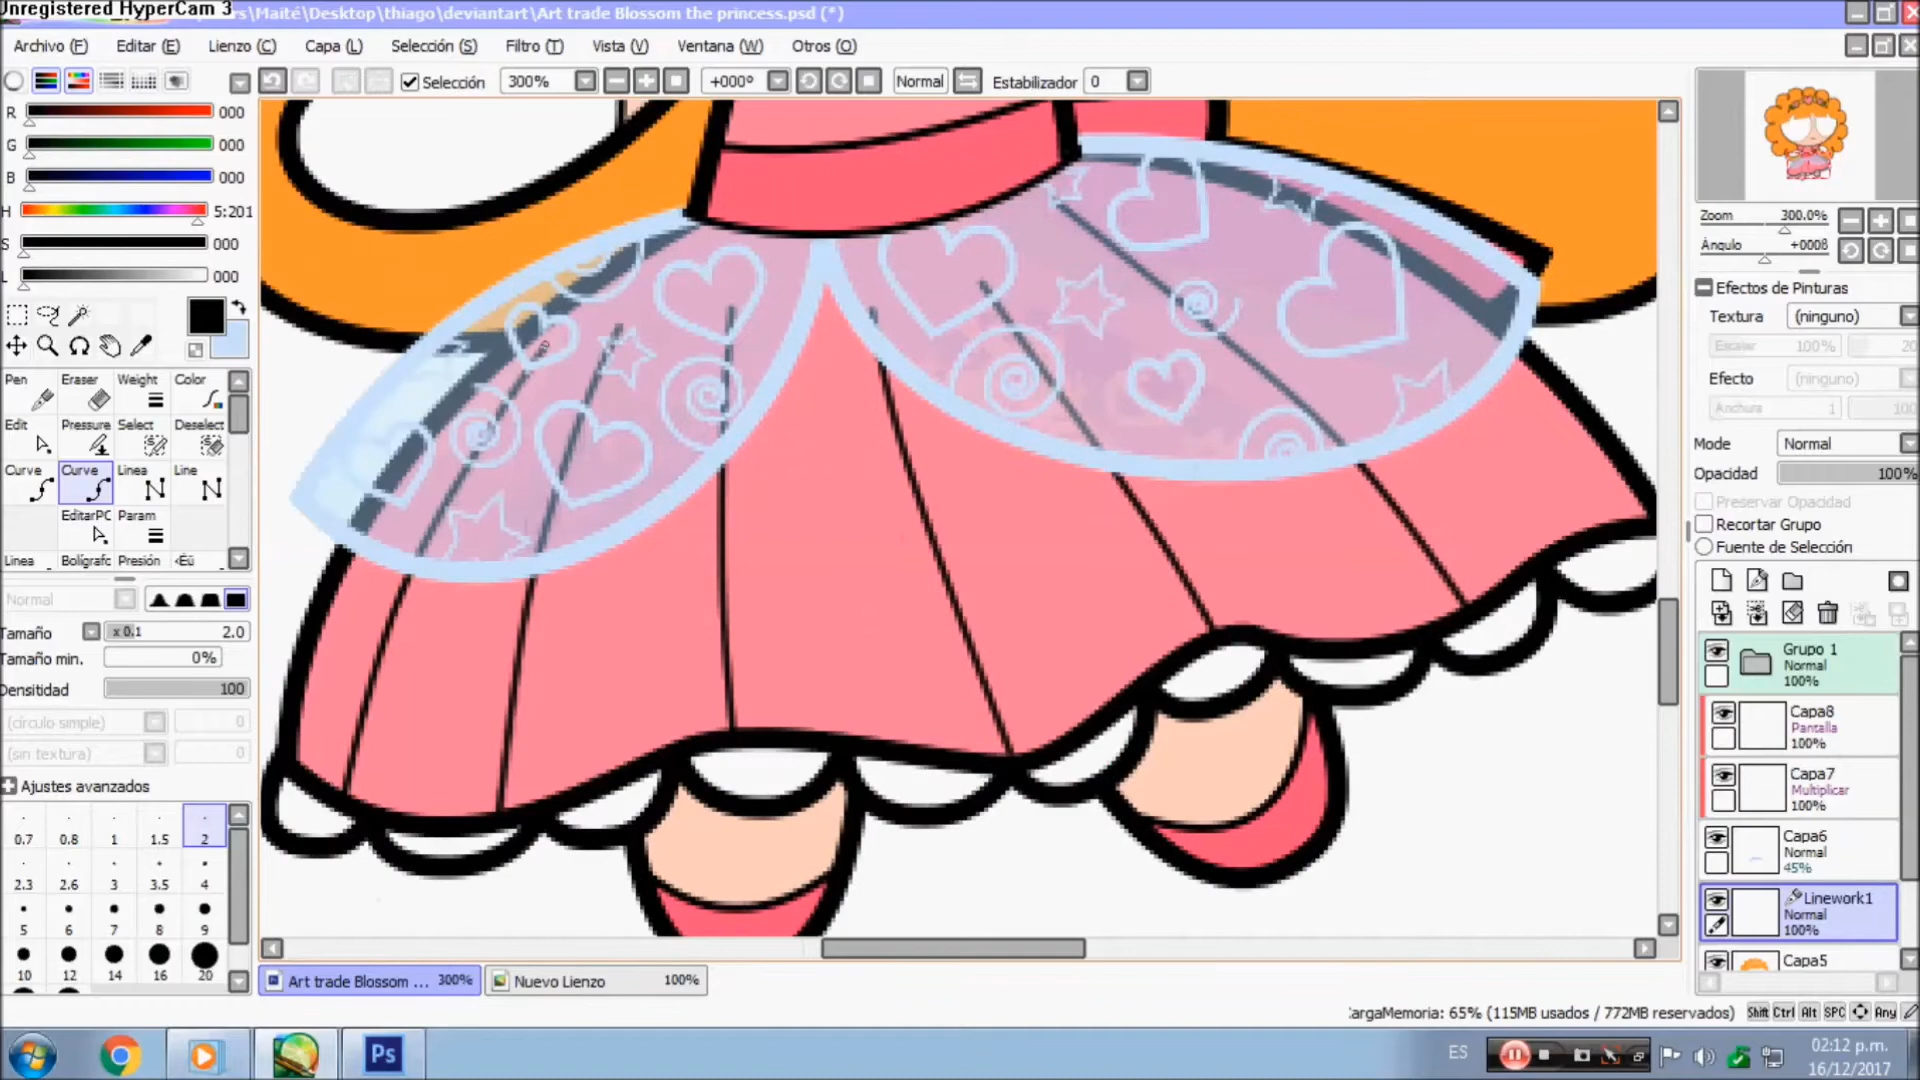 Unregistered HyperCam 3
rs\Maité\Desktop\thiago\deviantart\Art trade Blossom the princess.psd (*)
Archivo (F) Editar (E) Lienzo (C) Capa (L) Selección (S) Filtro (T) Vista (V) Ventana (W) Otros (O)
Selección 300% +000º Normal Estabilizador 0
R 000
G 000
B 000
H 5:201
S 000
L 000
Pen Eraser Weight Color
Edit Pressure Select Deselect
Curve Curve Linea Line
EditarPC Param
Linea Bolígrafc Presión
Normal
Tamaño x 0.1 2.0
Tamaño min. 0%
Densitidad 100
(círculo simple) 0
(sin textura) 0
Ajustes avanzados
0.7 0.8 1 1.5 2
2.3 2.6 3 3.5 4
5 6 7 8 9
10 12 14 16 20
Art trade Blossom ... 300% Nuevo Lienzo 100%
Zoom 300.0%
Ángulo +0008
Efectos de Pinturas
Textura (ninguno)
Escalar 100% 20
Efecto (ninguno)
Anchura 1 100
Mode Normal
Opacidad 100%
Preservar Opacidad
Recortar Grupo
Fuente de Selección
Grupo 1
Normal
100%
Capa8
Pantalla
100%
Capa7
Multiplicar
100%
Capa6
Normal
45%
Linework1
Normal
100%
Capa5
CargaMemoria: 65% (115MB usados / 772MB reservados) Shift Ctrl Alt SPC Any
Ps
ES
02:12 p.m.
16/12/2017